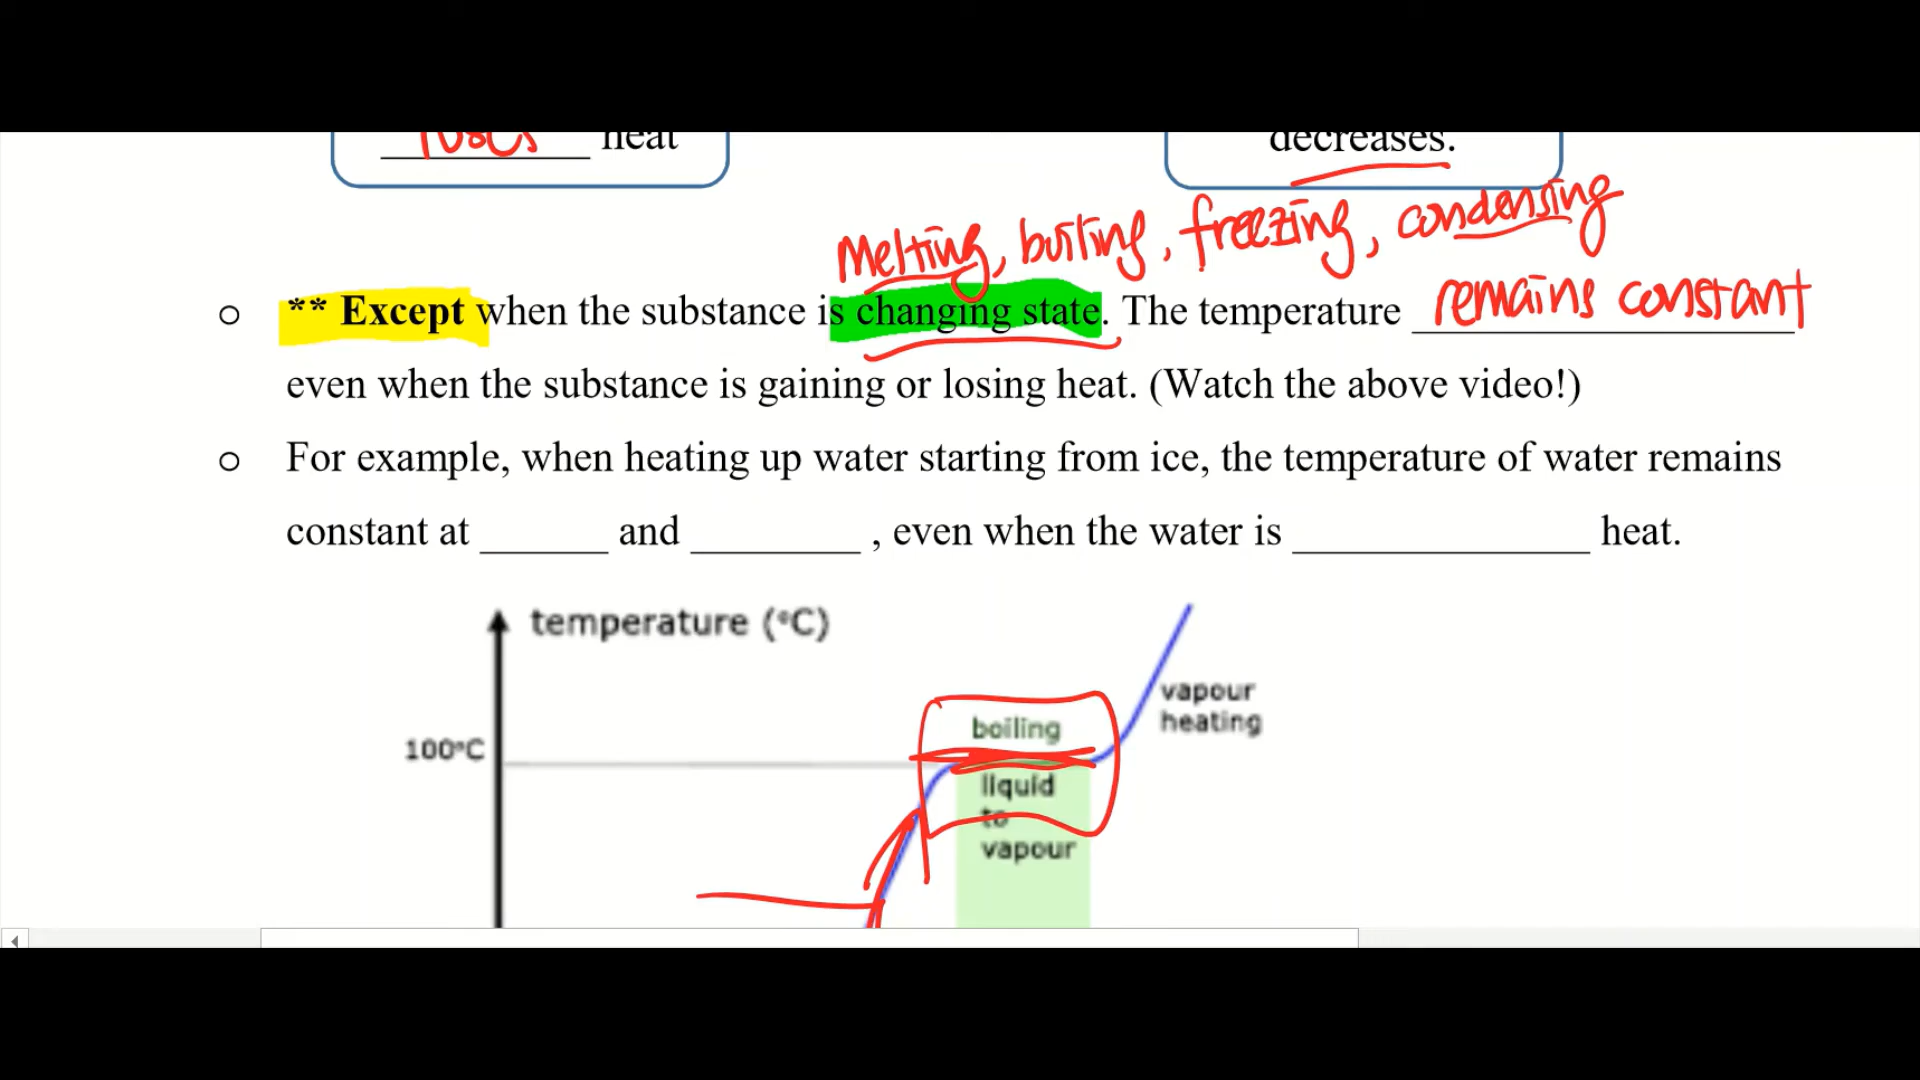 loses heat
decreases.
Melting, boiling, freezing, condensing
** Except when the substance is changing state. The temperature remains constant
even when the substance is gaining or losing heat. (Watch the above video!)
For example, when heating up water starting from ice, the temperature of water remains
constant at ______ and ________ , even when the water is ______________ heat.
temperature (°C)
vapour
heating
boiling
100°C
liquid
to
vapour